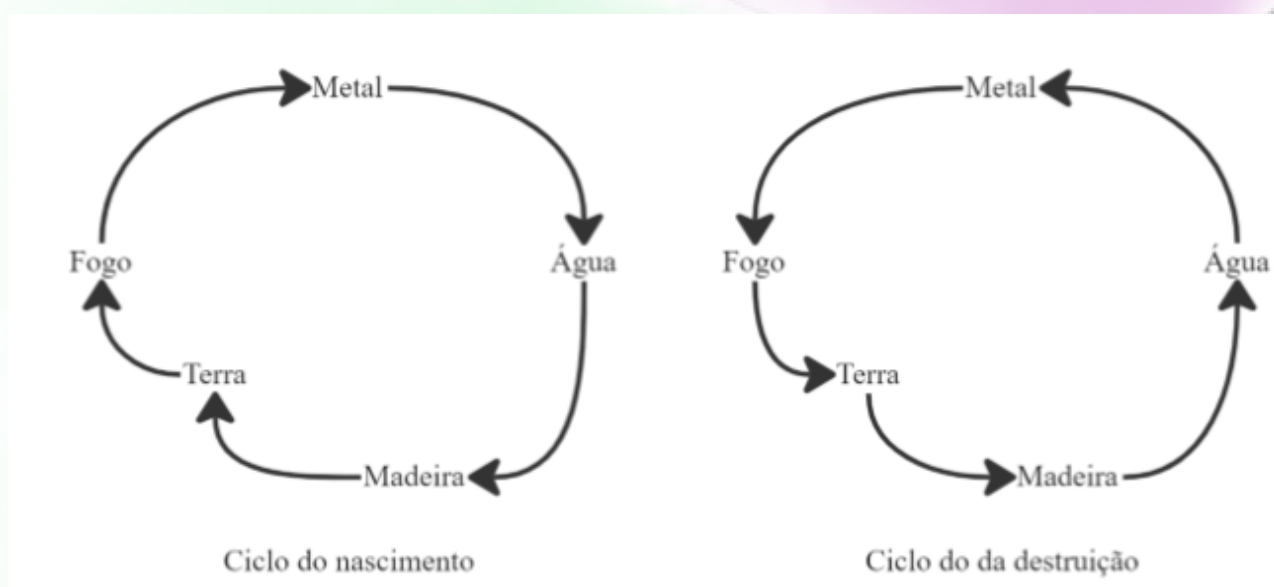 Metal
Fogo
Água
Terra
Madeira
Ciclo do nascimento
Metal
Fogo
Água
Terra
Madeira
Ciclo do da destruição